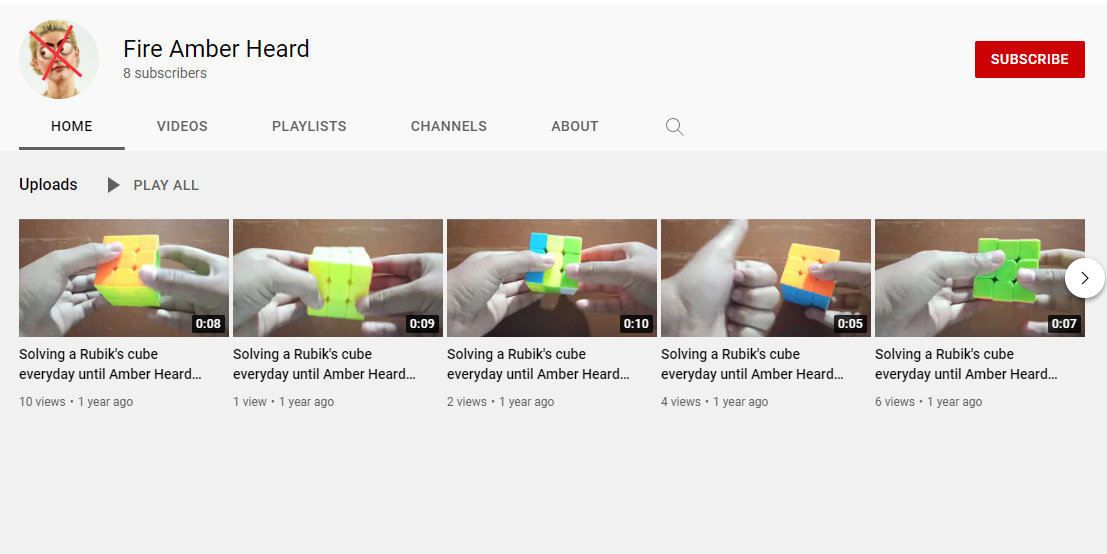 Fire Amber Heard
8 subscribers
SUBSCRIBE
HOME VIDEOS PLAYLISTS CHANNELS ABOUT
Uploads PLAY ALL
0:08 0:09 0:10 0:05 0:07
Solving a Rubik's cube
everyday until Amber Heard...
10 views • 1 year ago
Solving a Rubik's cube
everyday until Amber Heard...
1 view • 1 year ago
Solving a Rubik's cube
everyday until Amber Heard...
2 views • 1 year ago
Solving a Rubik's cube
everyday until Amber Heard...
4 views • 1 year ago
Solving a Rubik's cube
everyday until Amber Heard...
6 views • 1 year ago